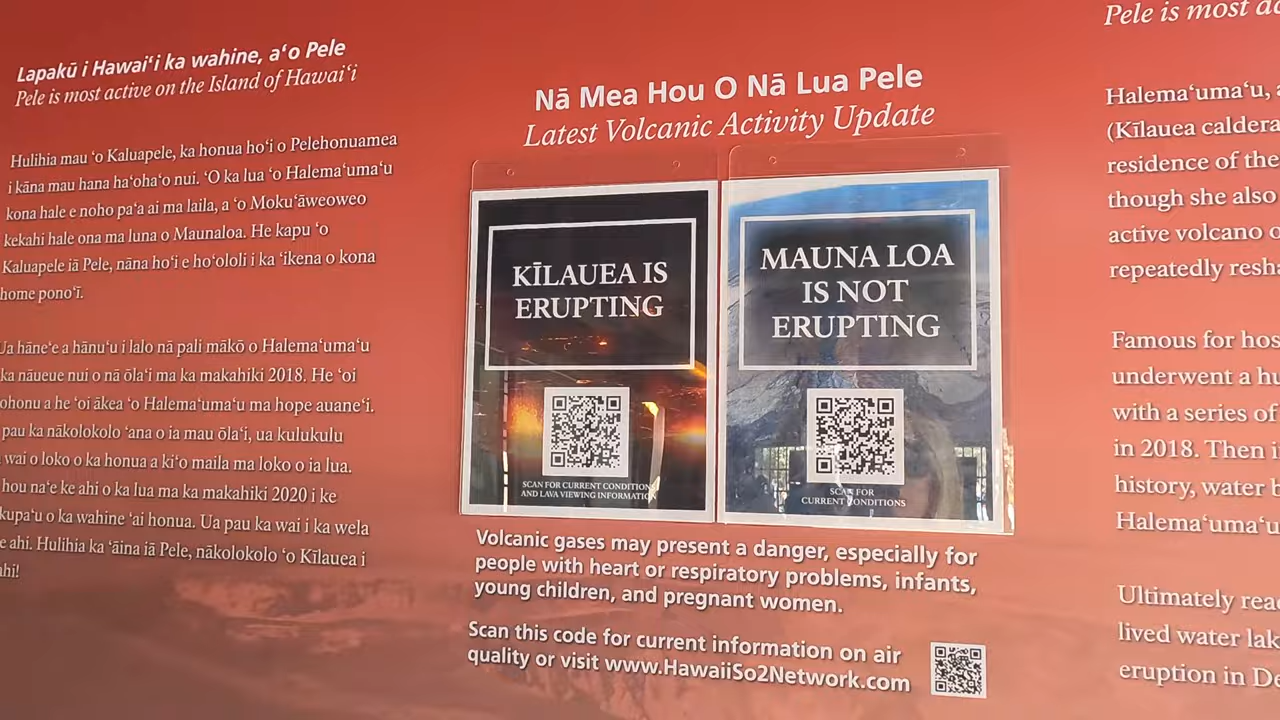 Lapakū i Hawaiʻi ka wahine, aʻo Pele
Pele is most active on the Island of Hawaiʻi
Hulihia mau ʻo Kaluapele, ka honua hoʻi o Pelehonuamea
i kāna mau hana haʻohaʻo nui. ʻO ka lua ʻo Halemaʻumaʻu
kona hale e noho paʻa ai ma laila, a ʻo Mokuʻāweoweo
kekahi hale ona ma luna o Maunaloa. He kapu ʻo
Kaluapele iā Pele, nāna hoʻi e hoʻololi i ka ʻikena o kona
home ponoʻī.
Ua hāneʻe a hānuʻu i lalo nā pali mākō o Halemaʻumaʻu
ka nāueue nui o nā ōlaʻi ma ka makahiki 2018. He ʻoi
ohonu a he ʻoi ākea ʻo Halemaʻumaʻu ma hope auaneʻi.
pau ka nākolokolo ʻana o ia mau ōlaʻi, ua kulukulu
wai o loko o ka honua a kiʻo maila ma loko o ia lua.
hou naʻe ke ahi o ka lua ma ka makahiki 2020 i ke
kupaʻu o ka wahine ʻai honua. Ua pau ka wai i ka wela
e ahi. Hulihia ka ʻāina iā Pele, nākolokolo ʻo Kīlauea i
ahi!
Nā Mea Hou O Nā Lua Pele
Latest Volcanic Activity Update
KĪLAUEA IS
ERUPTING
SCAN FOR CURRENT CONDITIONS
AND LAVA VIEWING INFORMATION
MAUNA LOA
IS NOT
ERUPTING
SCAN FOR
CURRENT CONDITIONS
Volcanic gases may present a danger, especially for
people with heart or respiratory problems, infants,
young children, and pregnant women.
Scan this code for current information on air
quality or visit www.HawaiiSo2Network.com
Pele is most ac
Halemaʻumaʻu, a
(Kīlauea caldera
residence of the
though she also
active volcano o
repeatedly resha
Famous for hos
underwent a hu
with a series of
in 2018. Then i
history, water b
Halemaʻumaʻu
Ultimately rea
lived water lak
eruption in De